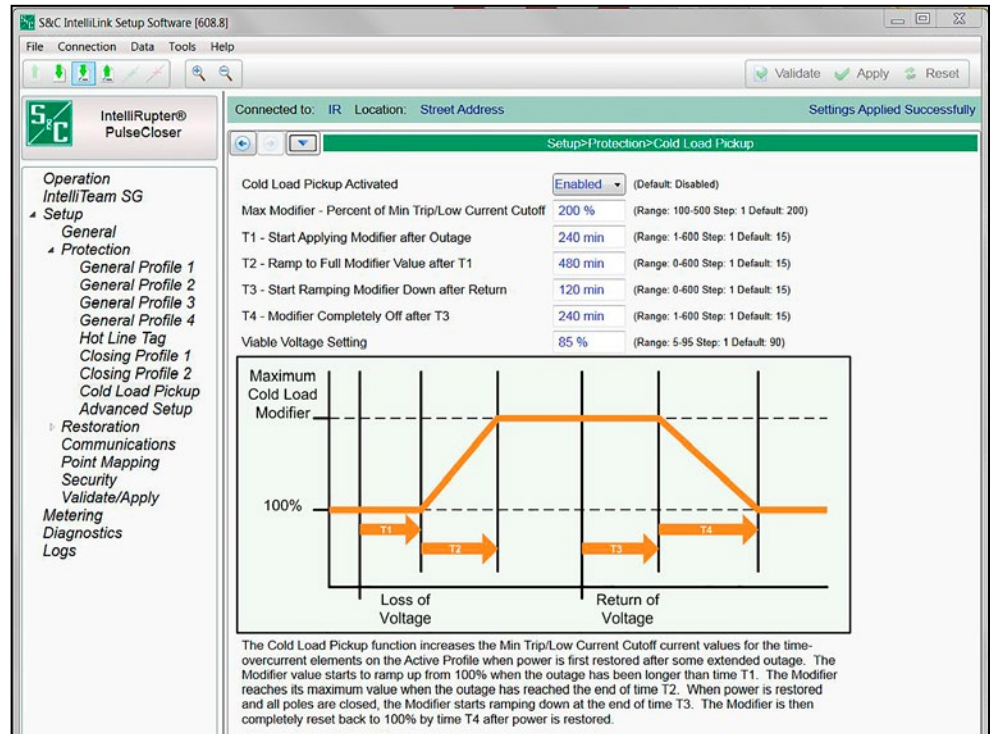 S&C IntelliLink Setup Software [608.8]
File Connection Data Tools Help
Validate Apply Reset
S&C
IntelliRupter®
PulseCloser
Connected to: IR Location: Street Address Settings Applied Successfully
Setup>Protection>Cold Load Pickup
Operation
IntelliTeam SG
Setup
General
Protection
General Profile 1
General Profile 2
General Profile 3
General Profile 4
Hot Line Tag
Closing Profile 1
Closing Profile 2
Cold Load Pickup
Advanced Setup
Restoration
Communications
Point Mapping
Security
Validate/Apply
Metering
Diagnostics
Logs
Cold Load Pickup Activated Enabled (Default: Disabled)
Max Modifier - Percent of Min Trip/Low Current Cutoff 200 % (Range: 100-500 Step: 1 Default: 200)
T1 - Start Applying Modifier after Outage 240 min (Range: 1-600 Step: 1 Default: 15)
T2 - Ramp to Full Modifier Value after T1 480 min (Range: 0-600 Step: 1 Default: 15)
T3 - Start Ramping Modifier Down after Return 120 min (Range: 0-600 Step: 1 Default: 15)
T4 - Modifier Completely Off after T3 240 min (Range: 1-600 Step: 1 Default: 15)
Viable Voltage Setting 85 % (Range: 5-95 Step: 1 Default: 90)
Maximum
Cold Load
Modifier
100%
T1
T2
T3
T4
Loss of
Voltage
Return of
Voltage
The Cold Load Pickup function increases the Min Trip/Low Current Cutoff current values for the time-
overcurrent elements on the Active Profile when power is first restored after some extended outage. The
Modifier value starts to ramp up from 100% when the outage has been longer than time T1. The Modifier
reaches its maximum value when the outage has reached the end of time T2. When power is restored
and all poles are closed, the Modifier starts ramping down at the end of time T3. The Modifier is then
completely reset back to 100% by time T4 after power is restored.